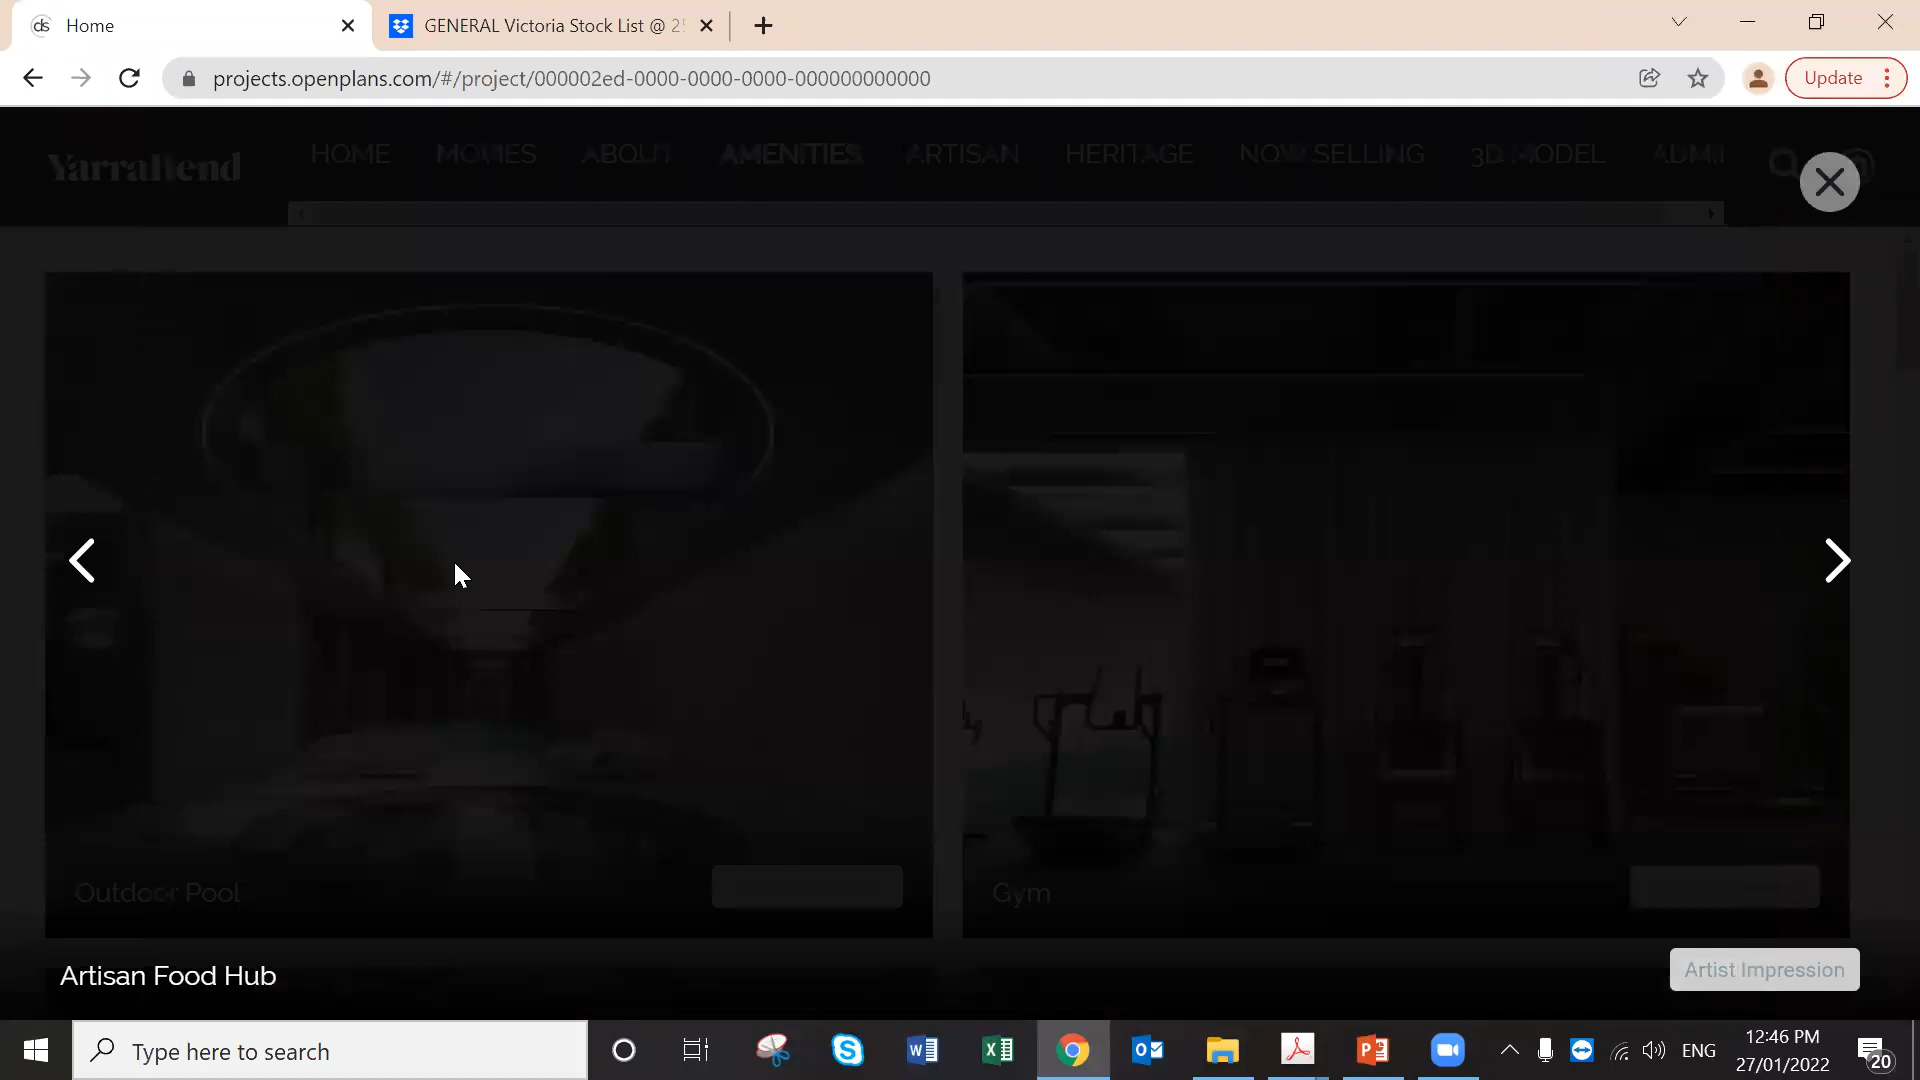 Home
GENERAL Victoria Stock List @ 2
projects.openplans.com/#/project/000002ed-0000-0000-0000-000000000000
Update
YarraBend
HOME MOVIES ABOUT AMENITIES ARTISAN HERITAGE NOW SELLING 3D MODEL ADMI
Outdoor Pool
Gym
Artisan Food Hub
Artist Impression
Type here to search
ENG
12:46 PM
27/01/2022
20